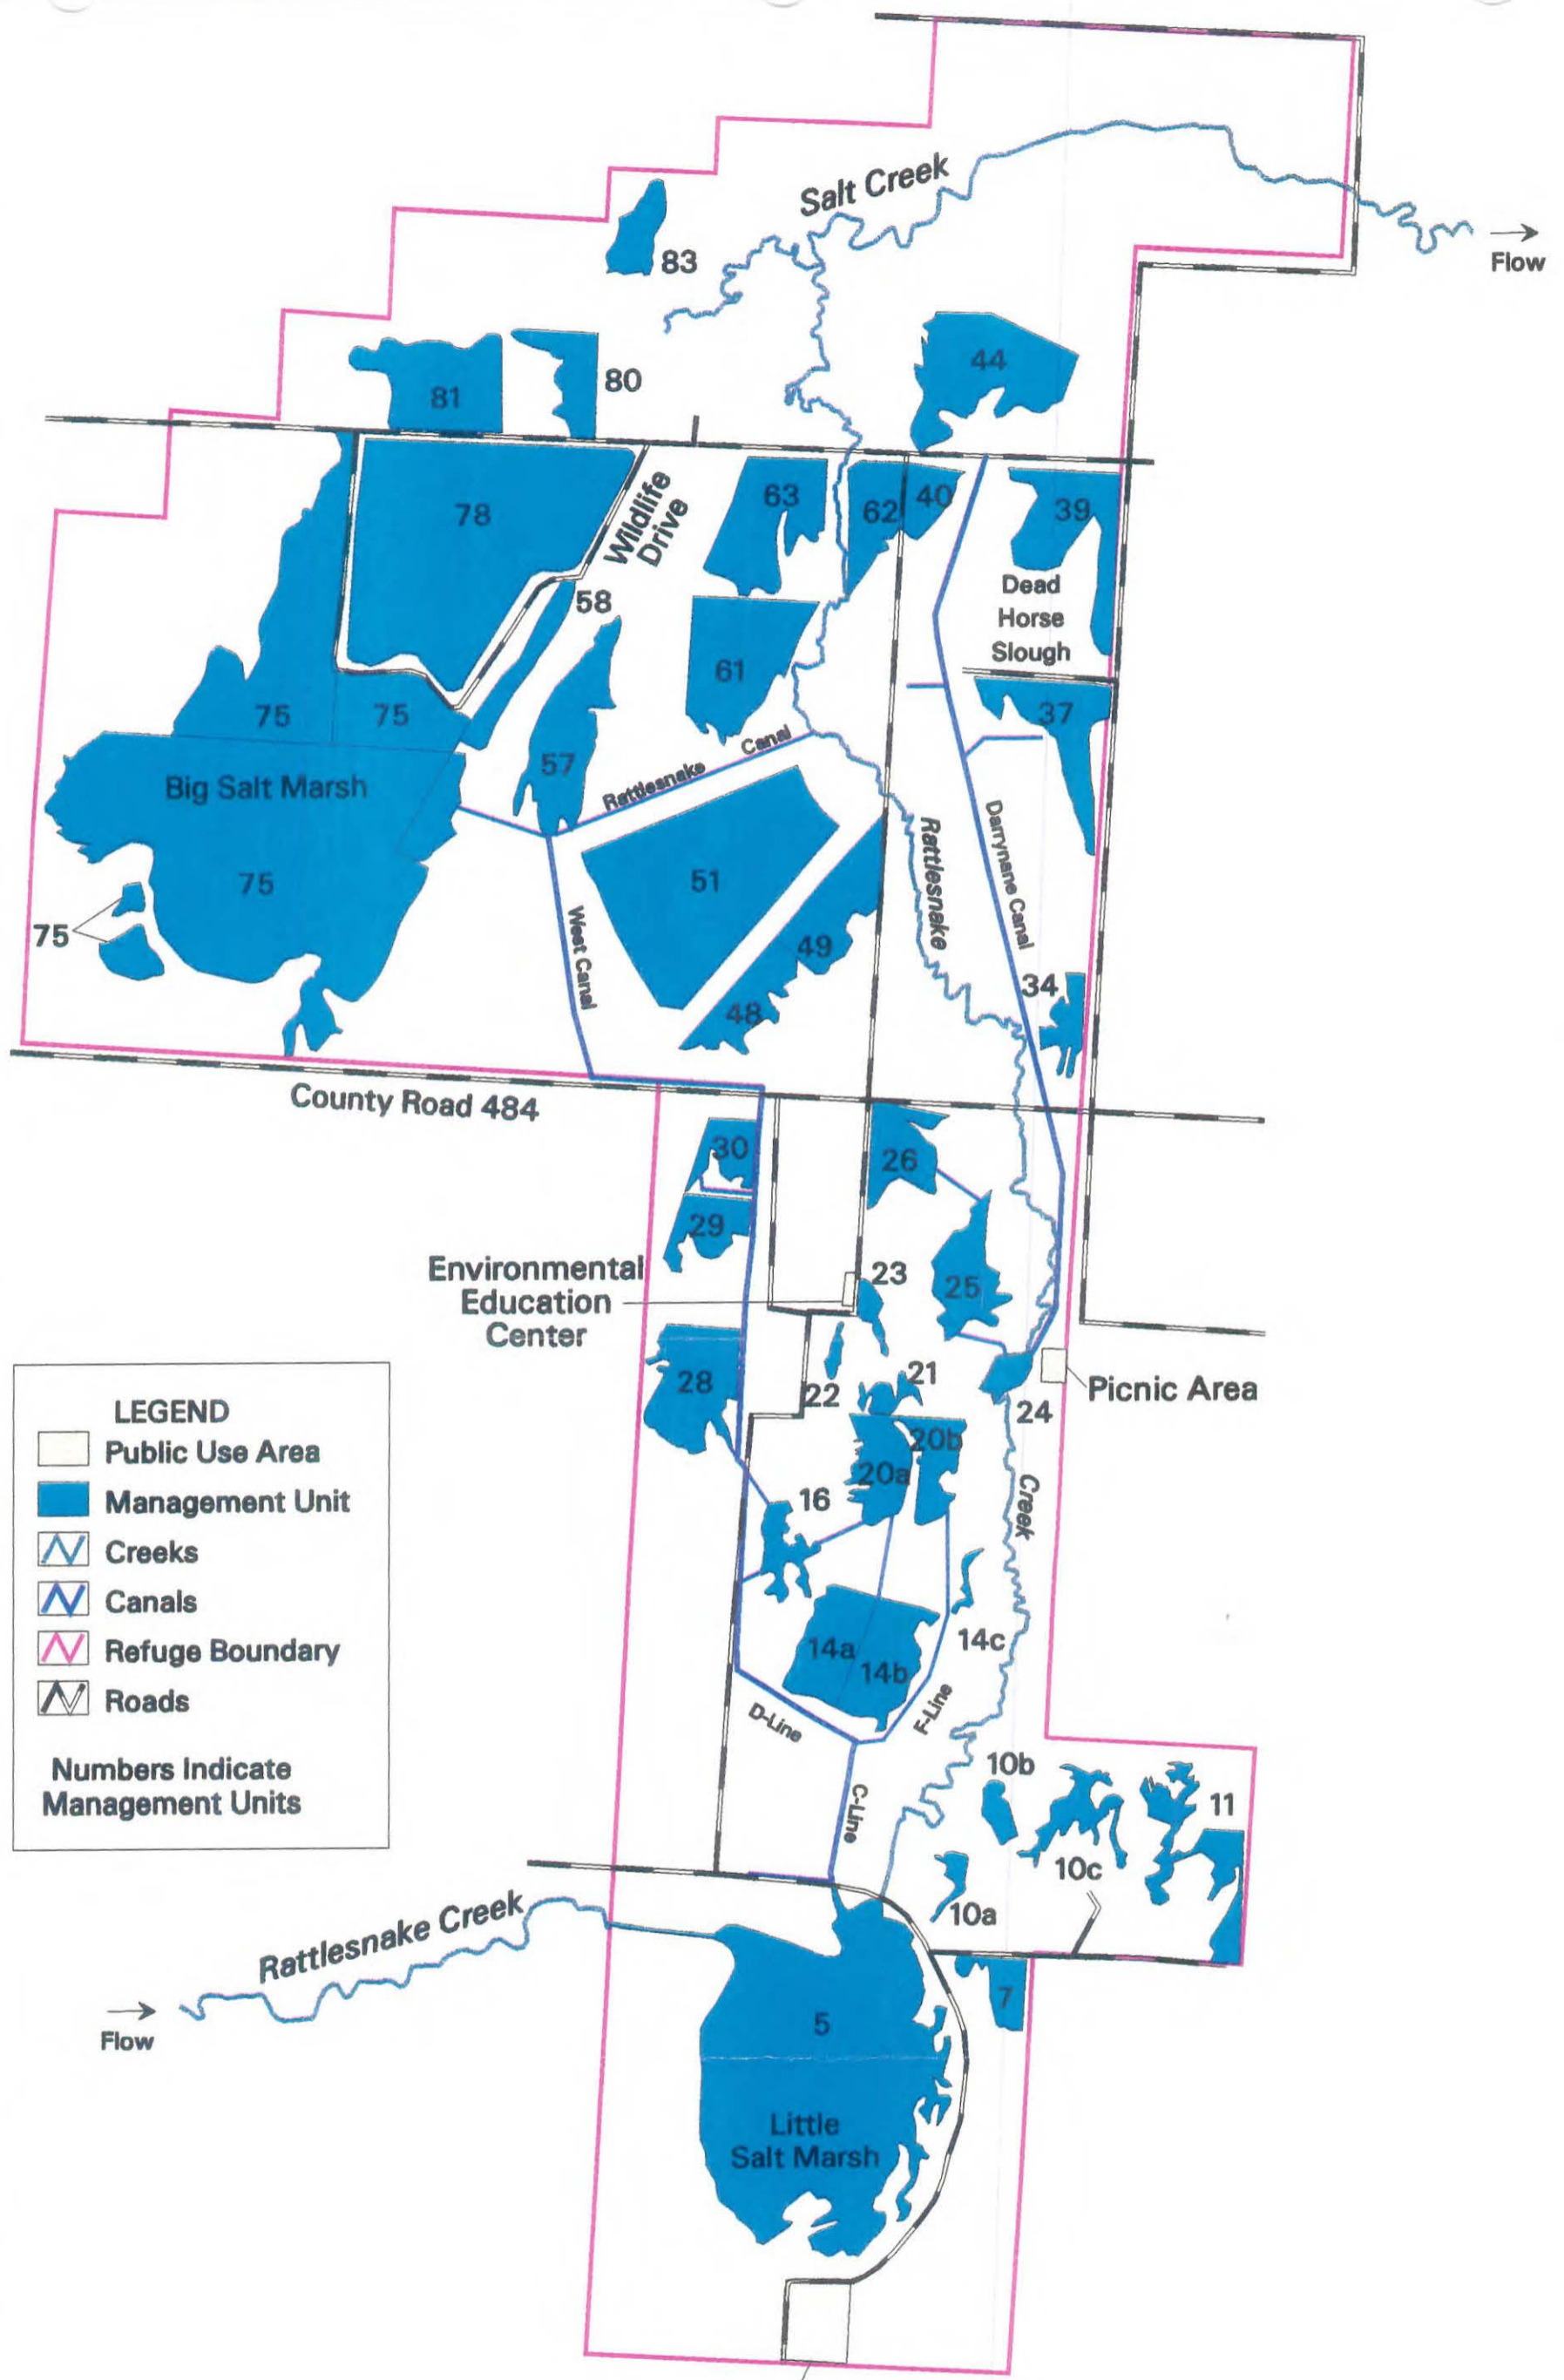 Salt Creek
Flow
83
44
80
81
78
Wildlife
Drive
63
62
40
39
58
Dead
Horse
Slough
61
37
75
75
57
Rattlesnake
Canal
Big Salt Marsh
75
51
Rattlesnake
Darrynane Canal
75
West Canal
49
34
48
County Road 484
30
26
29
Environmental
Education
Center
23
25
28
22
21
24
Picnic Area
20b
20a
16
Creek
14a
14b
14c
D-Line
F-Line
C-Line
10b
11
10c
10a
LEGEND
Public Use Area
Management Unit
Creeks
Canals
Refuge Boundary
Roads
Numbers Indicate
Management Units
Rattlesnake Creek
Flow
7
5
Little
Salt Marsh